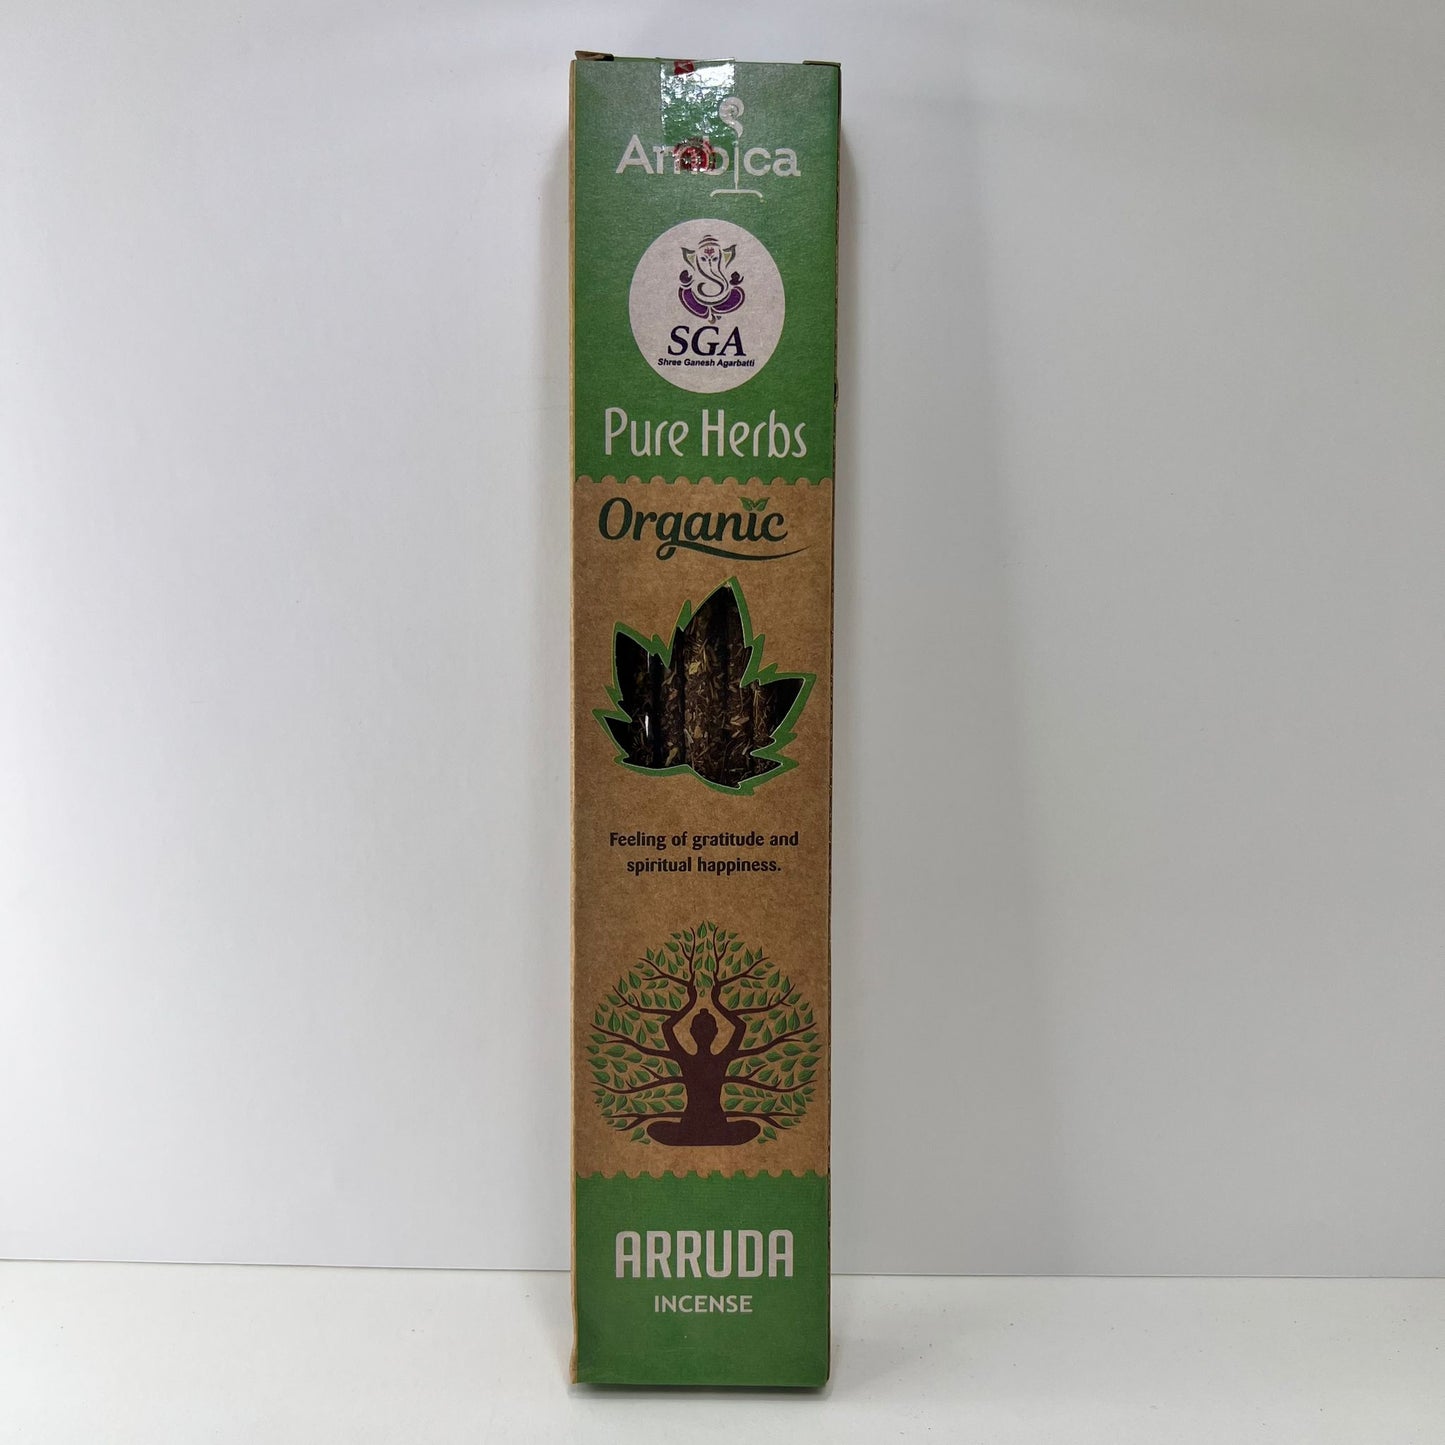 Ambica
SGA
Shree Ganesh Agarbatti
Pure Herbs
Organic
Feeling of gratitude and
spiritual happiness.
ARRUDA
INCENSE